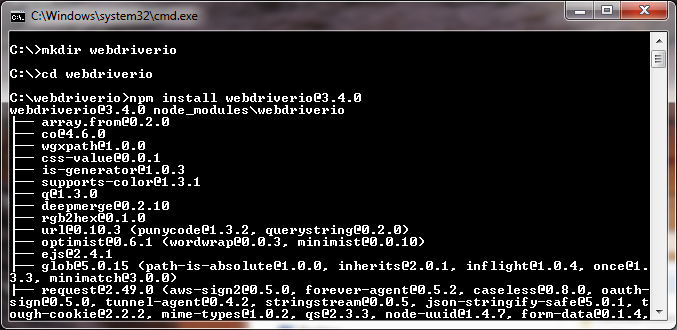 C:\Windows\system32\cmd.exe
C:\>mkdir webdriverio
C:\>cd webdriverio
C:\webdriverio>npm install webdriverio@3.4.0
webdriverio@3.4.0 node_modules\webdriverio
├── array.from@0.2.0
├── co@4.6.0
├── wgxpath@1.0.0
├── css-value@0.0.1
├── is-generator@1.0.3
├── supports-color@1.3.1
├── q@1.3.0
├── deepmerge@0.2.10
├── rgb2hex@0.1.0
├── url@0.10.3 (punycode@1.3.2, querystring@0.2.0)
├── optimist@0.6.1 (wordwrap@0.0.3, minimist@0.0.10)
├── ejs@2.4.1
├── glob@5.0.15 (path-is-absolute@1.0.0, inherits@2.0.1, inflight@1.0.4, once@1.
3.3, minimatch@3.0.0)
├── request@2.49.0 (aws-sign2@0.5.0, forever-agent@0.5.2, caseless@0.8.0, oauth-
sign@0.5.0, tunnel-agent@0.4.2, stringstream@0.0.5, json-stringify-safe@5.0.1, t
ough-cookie@2.2.2, mime-types@1.0.2, qs@2.3.3, node-uuid@1.4.7, form-data@0.1.4,